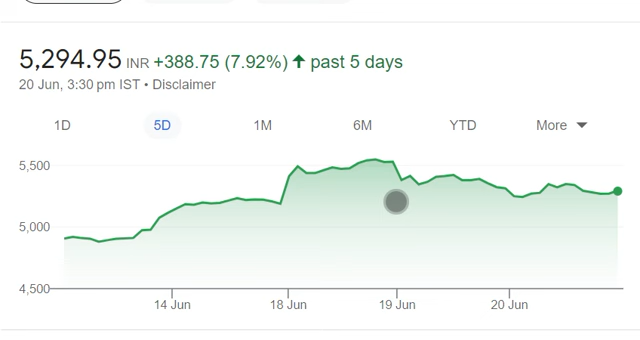 5,294.95 INR +388.75 (7.92%) ↑ past 5 days
20 Jun, 3:30 pm IST • Disclaimer
1D 5D 1M 6M YTD More
5,500
5,000
4,500
14 Jun 18 Jun 19 Jun 20 Jun